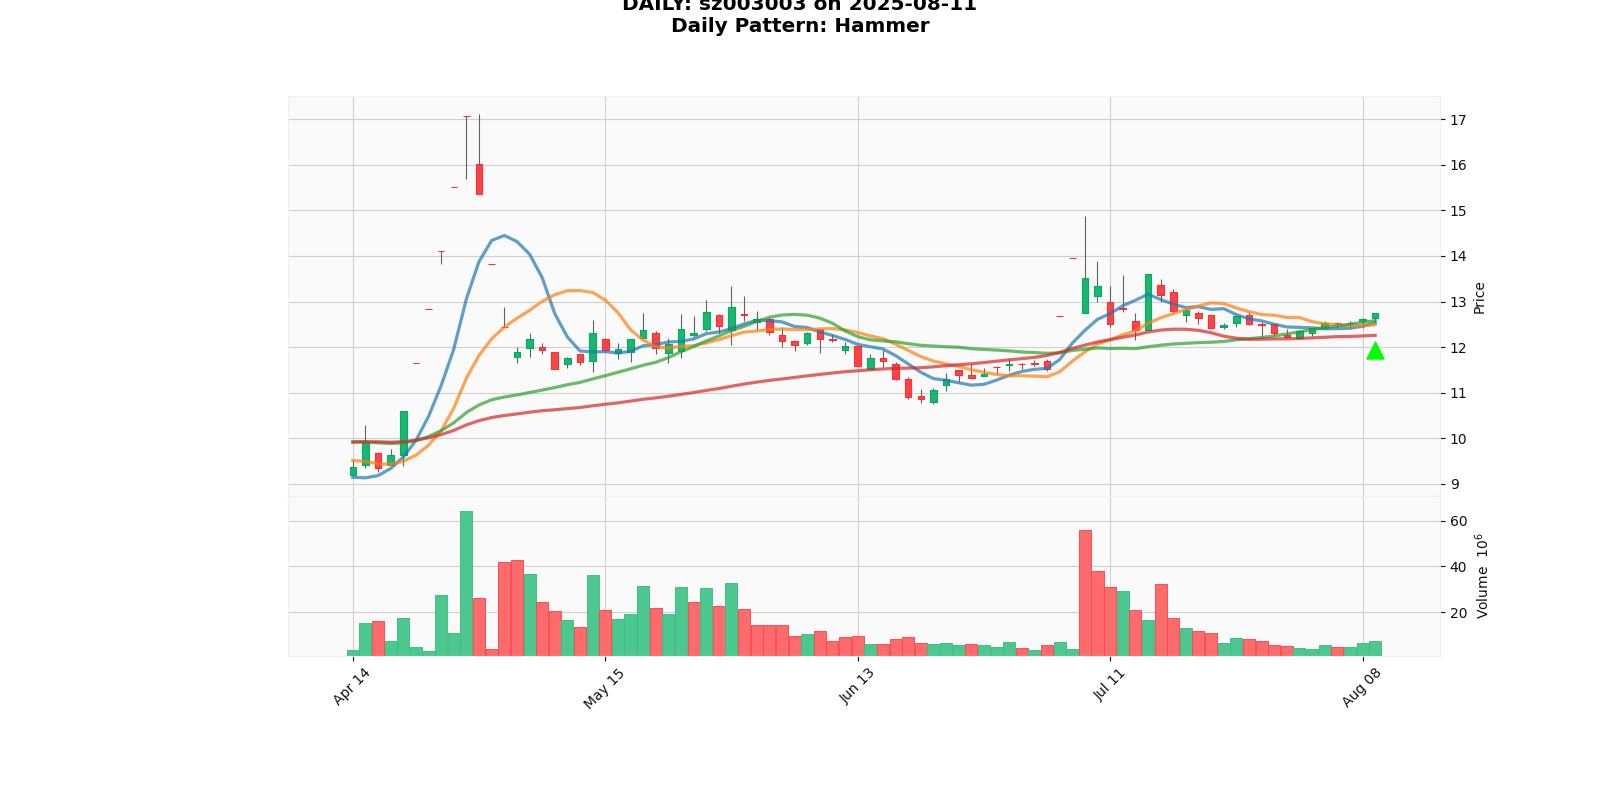 DAILY: sz003003 on 2025-08-11
Daily Pattern: Hammer
17
16
15
14
13
12
11
10
9
Price
60
40
20
Volume 10^6
Apr 14
May 15
Jun 13
Jul 11
Aug 08